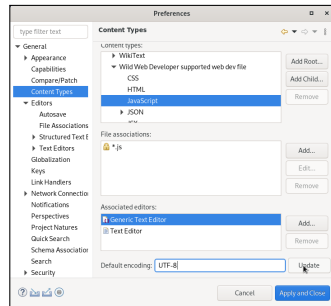 Preferences
type filter text
General
Appearance
Capabilities
Compare/Patch
Content Types
Editors
Autosave
File Associations
Structured Text E
Text Editors
Globalization
Keys
Link Handlers
Network Connection
Notifications
Perspectives
Project Natures
Quick Search
Schema Association
Search
Security
Content Types
Content types:
WikiText
Wild Web Developer supported web dev file
CSS
HTML
JavaScript
JSON
Add Root...
Add Child...
Remove
File associations:
*.js
Add...
Edit...
Remove
Associated editors:
Generic Text Editor
Text Editor
Add...
Remove
Default encoding:
UTF-8
Update
Cancel
Apply and Close